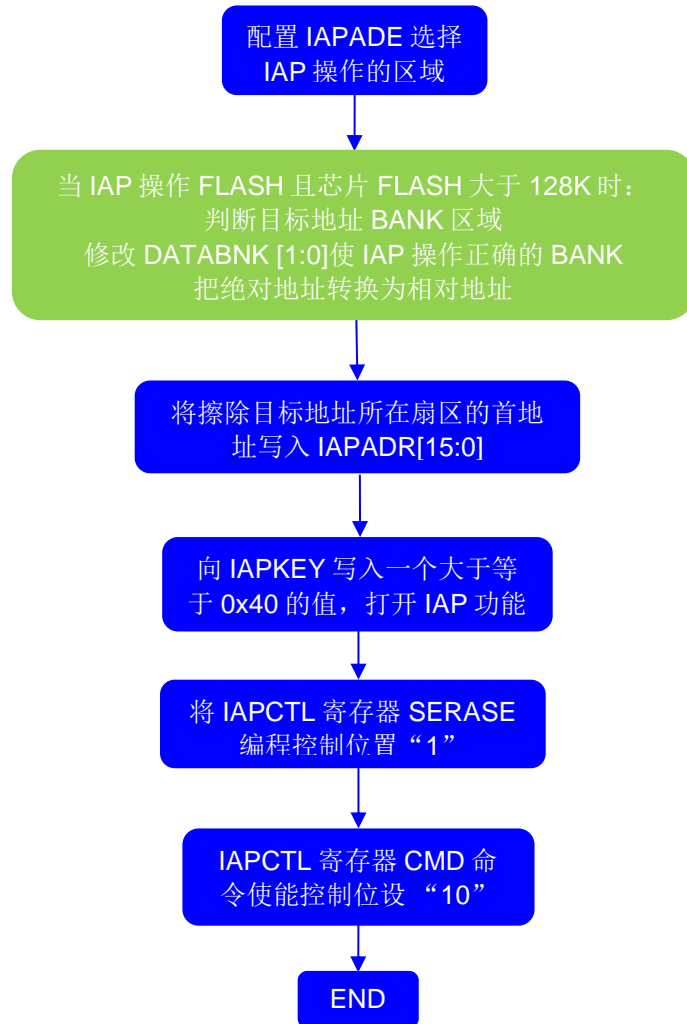 配置 IAPADE 选择
IAP 操作的区域
当 IAP 操作 FLASH 且芯片 FLASH 大于 128K 时：
判断目标地址 BANK 区域
修改 DATABNK [1:0]使 IAP 操作正确的 BANK
把绝对地址转换为相对地址
将擦除目标地址所在扇区的首地
址写入 IAPADR[15:0]
向 IAPKEY 写入一个大于等
于 0x40 的值，打开 IAP 功能
将 IAPCTL 寄存器 SERASE
编程控制位置“1”
IAPCTL 寄存器 CMD 命
令使能控制位设 “10”
END